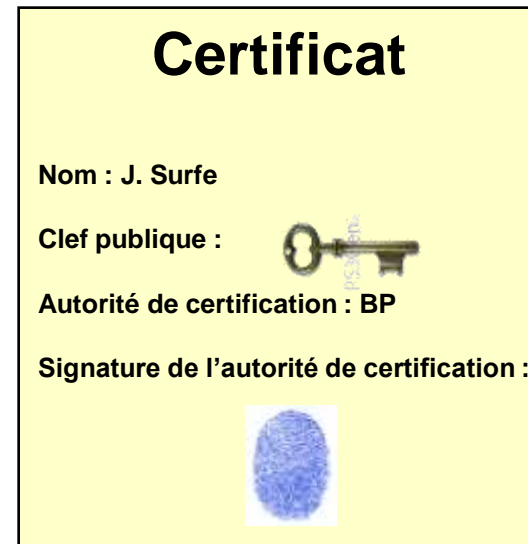 Certificat
Nom : J. Surfe
Clef publique :
Autorité de certification : BP
Signature de l'autorité de certification :